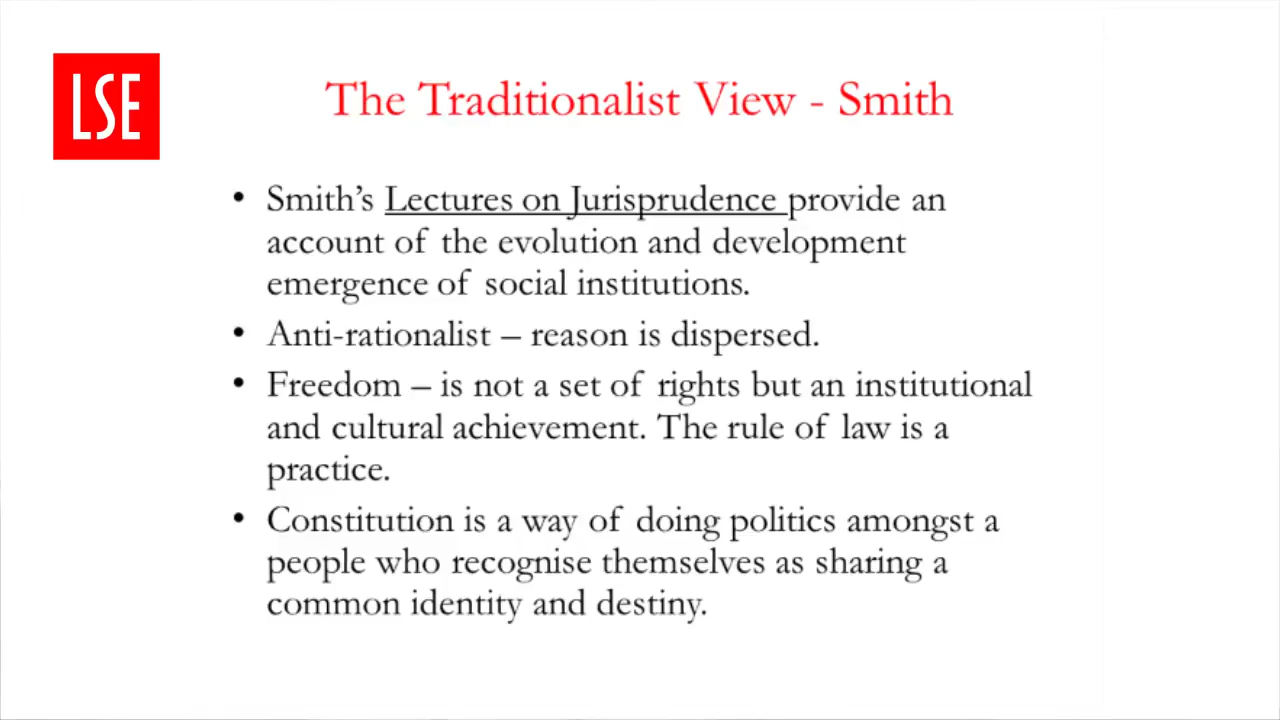 LSE
The Traditionalist View - Smith
• Smith’s Lectures on Jurisprudence provide an
account of the evolution and development
emergence of social institutions.
• Anti-rationalist – reason is dispersed.
• Freedom – is not a set of rights but an institutional
and cultural achievement. The rule of law is a
practice.
• Constitution is a way of doing politics amongst a
people who recognise themselves as sharing a
common identity and destiny.